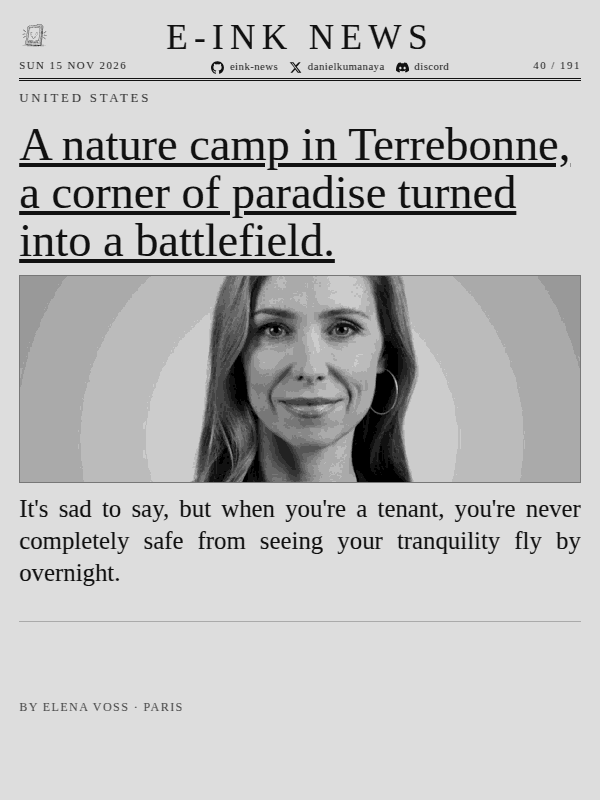 E-INK NEWS
SUN 15 NOV 2026
eink-news danielkumanaya discord
40 / 191
UNITED STATES
A nature camp in Terrebonne,
a corner of paradise turned
into a battlefield.
It's sad to say, but when you're a tenant, you're never
completely safe from seeing your tranquility fly by
overnight.
BY ELENA VOSS · PARIS